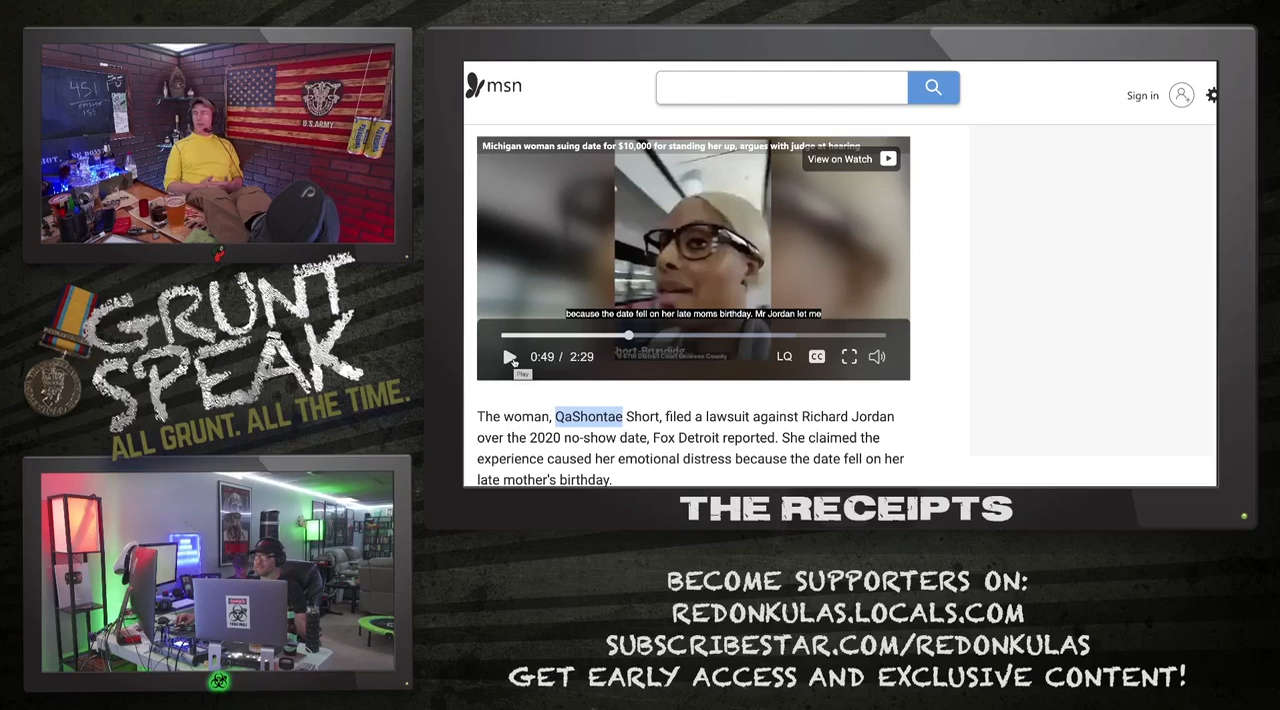 451 F°
U.S. ARMY
GRUNT
SPEAK
ALL GRUNT. ALL THE TIME.
msn
Sign in
Michigan woman suing date for $10,000 for standing her up, argues with judge at hearing
View on Watch
because the date fell on her late moms birthday. Mr Jordan let me
0:49 / 2:29
LQ
CC
Play
The woman, QaShontae Short, filed a lawsuit against Richard Jordan
over the 2020 no-show date, Fox Detroit reported. She claimed the
experience caused her emotional distress because the date fell on her
late mother's birthday.
THE RECEIPTS
BECOME SUPPORTERS ON:
REDONKULAS.LOCALS.COM
SUBSCRIBESTAR.COM/REDONKULAS
GET EARLY ACCESS AND EXCLUSIVE CONTENT!